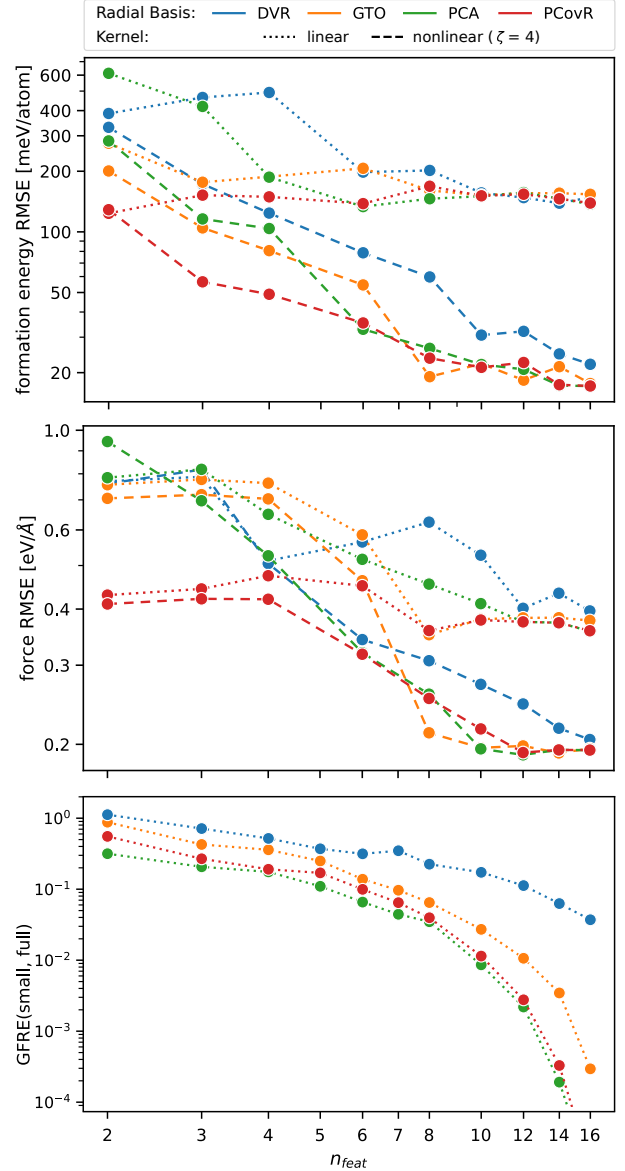 Radial Basis: DVR GTO PCA PCovR
Kernel: linear nonlinear ( ζ = 4)
formation energy RMSE [meV/atom]
600
400
300
200
100
50
20
force RMSE [eV/Å]
1.0
0.6
0.4
0.3
0.2
GFRE(small, full)
10⁰
10⁻¹
10⁻²
10⁻³
10⁻⁴
2 3 4 5 6 7 8 10 12 14 16
n_feat